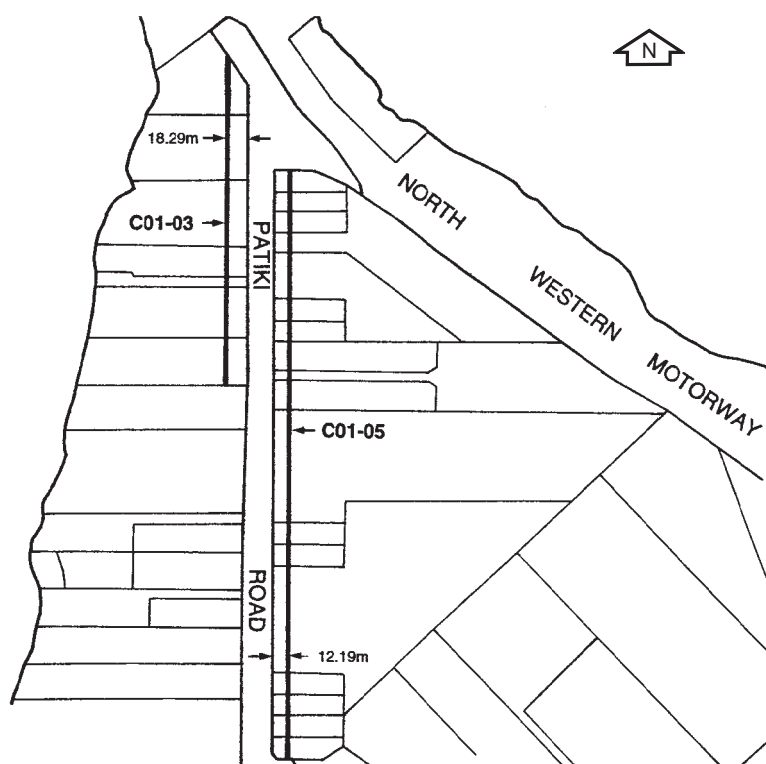 N
18.29m
C01-03
PATIKI
NORTH
WESTERN
MOTORWAY
C01-05
ROAD
12.19m